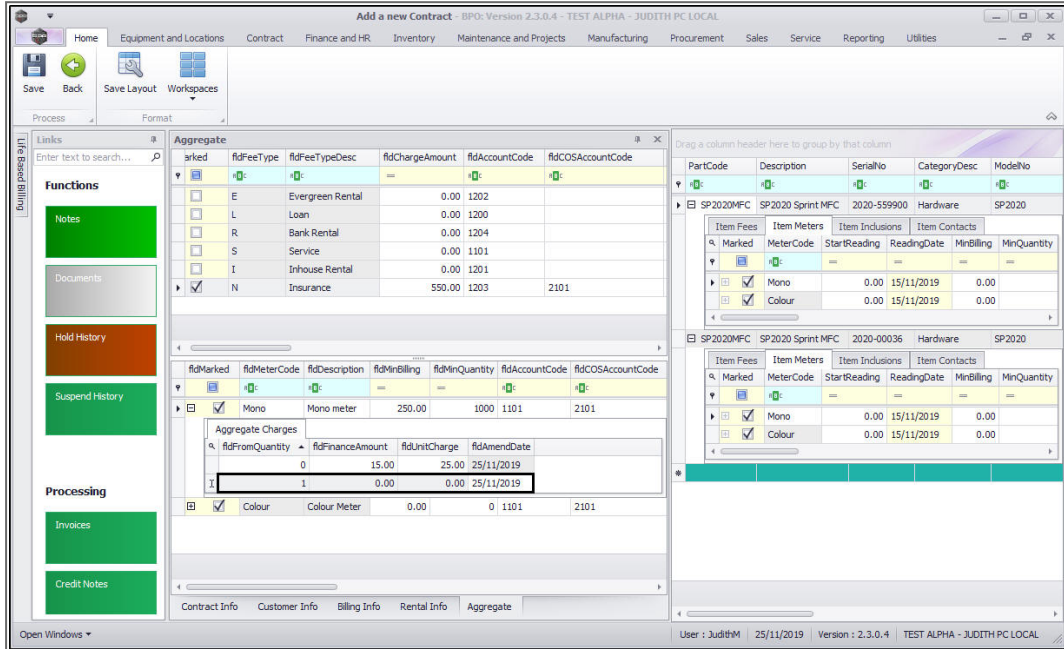 Add a new Contract - BPO: Version 2.3.0.4 - TEST ALPHA - JUDITH PC LOCAL
Home Equipment and Locations Contract Finance and HR Inventory Maintenance and Projects Manufacturing Procurement Sales Service Reporting Utilities
Save Back Save Layout Workspaces
Process Format
Life Based Billing
Links
Enter text to search...
Functions
Notes
Documents
Hold History
Suspend History
Processing
Invoices
Credit Notes
Aggregate
arked fldFeeType fldFeeTypeDesc fldChargeAmount fldAccountCode fldCOSAccountCode
E Evergreen Rental 0.00 1202
L Loan 0.00 1200
R Bank Rental 0.00 1204
S Service 0.00 1101
I Inhouse Rental 0.00 1201
N Insurance 550.00 1203 2101
fldMarked fldMeterCode fldDescription fldMinBilling fldMinQuantity fldAccountCode fldCOSAccountCode
Mono Mono meter 250.00 1000 1101 2101
Aggregate Charges
fldFromQuantity fldFinanceAmount fldUnitCharge fldAmendDate
0 15.00 25.00 25/11/2019
1 0.00 0.00 25/11/2019
Colour Colour Meter 0.00 0 1101 2101
Contract Info Customer Info Billing Info Rental Info Aggregate
Drag a column header here to group by that column
PartCode Description SerialNo CategoryDesc ModelNo
SP2020MFC SP2020 Sprint MFC 2020-559900 Hardware SP2020
Item Fees Item Meters Item Inclusions Item Contacts
Marked MeterCode StartReading ReadingDate MinBilling MinQuantity
Mono 0.00 15/11/2019 0.00
Colour 0.00 15/11/2019 0.00
SP2020MFC SP2020 Sprint MFC 2020-00036 Hardware SP2020
Item Fees Item Meters Item Inclusions Item Contacts
Marked MeterCode StartReading ReadingDate MinBilling MinQuantity
Mono 0.00 15/11/2019 0.00
Colour 0.00 15/11/2019 0.00
Open Windows User : JudithM 25/11/2019 Version : 2.3.0.4 TEST ALPHA - JUDITH PC LOCAL